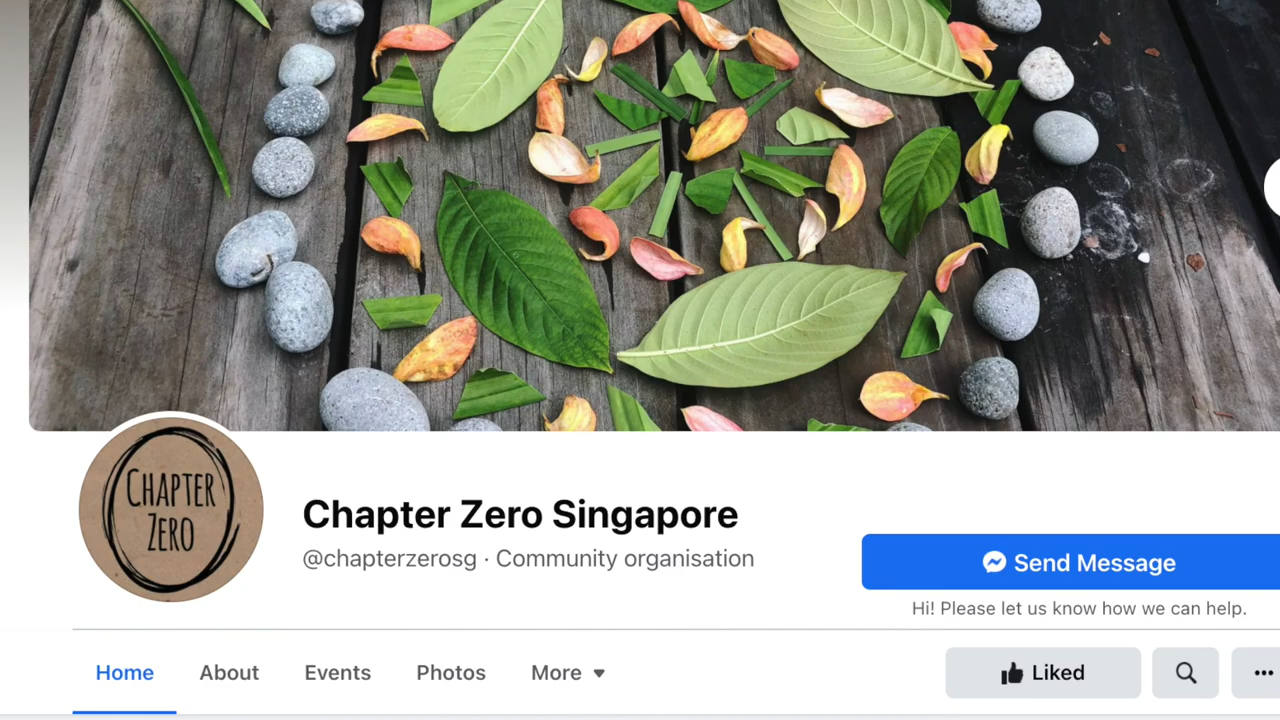 CHAPTER
ZERO
Chapter Zero Singapore
@chapterzerosg · Community organisation
Send Message
Hi! Please let us know how we can help.
Home About Events Photos More
Liked